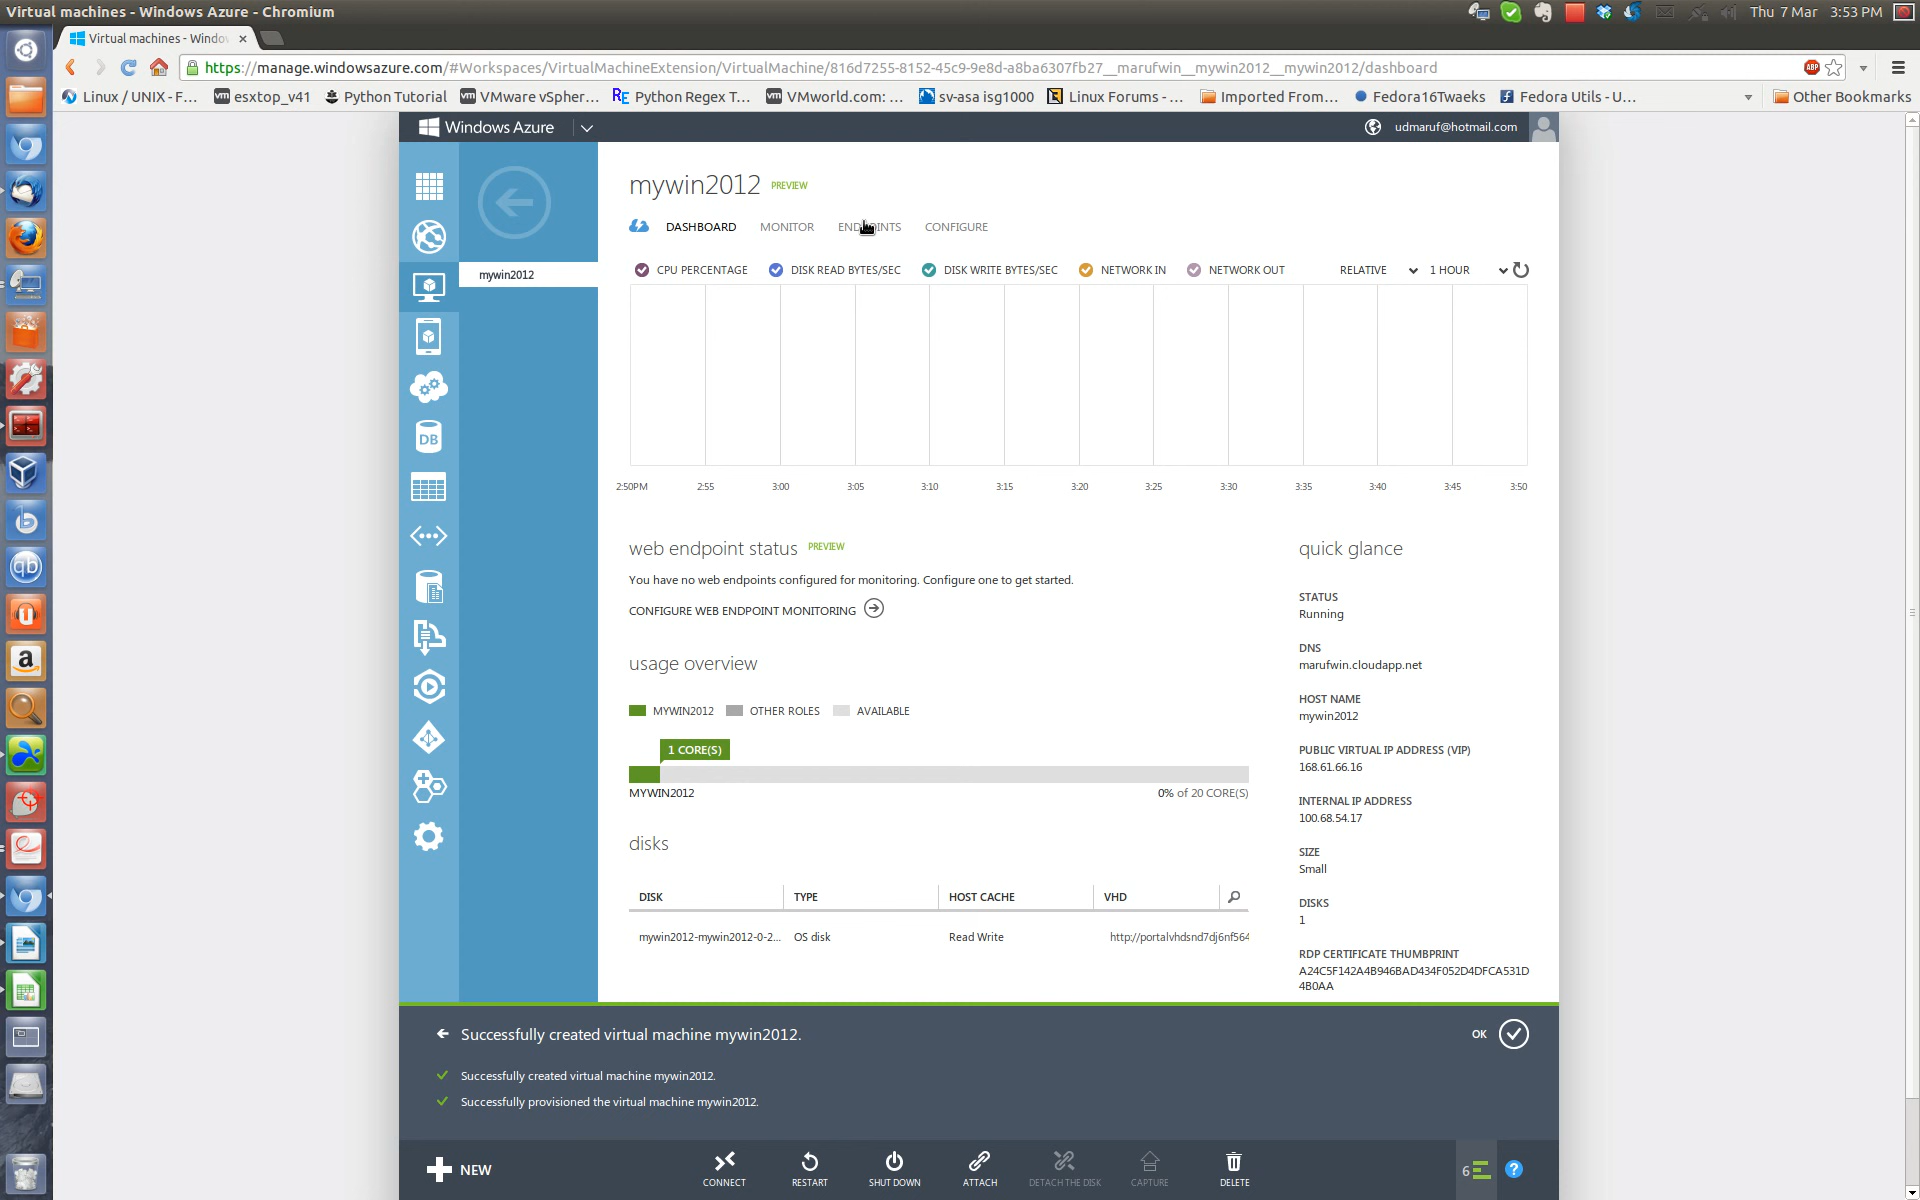 Virtual machines - Windows Azure - Chromium
Thu 7 Mar 3:53 PM
Virtual machines - Windo
https://manage.windowsazure.com/#Workspaces/VirtualMachineExtension/VirtualMachine/816d7255-8152-45c9-9e8d-a8ba6307fb27__marufwin__mywin2012__mywin2012/dashboard
ABP
Linux / UNIX - F... esxtop_v41 Python Tutorial VMware vSpher... Python Regex T... VMworld.com: ... sv-asa isg1000 Linux Forums - ... Imported From... Fedora16Tweaks Fedora Utils - U... Other Bookmarks
Windows Azure
udmaruf@hotmail.com
mywin2012 PREVIEW
DASHBOARD MONITOR ENDPOINTS CONFIGURE
mywin2012
CPU PERCENTAGE DISK READ BYTES/SEC DISK WRITE BYTES/SEC NETWORK IN NETWORK OUT RELATIVE 1 HOUR
2:50PM 2:55 3:00 3:05 3:10 3:15 3:20 3:25 3:30 3:35 3:40 3:45 3:50
DB
web endpoint status PREVIEW
You have no web endpoints configured for monitoring. Configure one to get started.
CONFIGURE WEB ENDPOINT MONITORING
usage overview
MYWIN2012 OTHER ROLES AVAILABLE
1 CORE(S)
MYWIN2012
0% of 20 CORE(S)
disks
DISK TYPE HOST CACHE VHD
mywin2012-mywin2012-0-2... OS disk Read Write http://portalvhdsnd7dj6nf564
quick glance
STATUS
Running
DNS
marufwin.cloudapp.net
HOST NAME
mywin2012
PUBLIC VIRTUAL IP ADDRESS (VIP)
168.61.66.16
INTERNAL IP ADDRESS
100.68.54.17
SIZE
Small
DISKS
1
RDP CERTIFICATE THUMBPRINT
A24C5F142A4B946BAD434F052D4DFCA531D
4B0AA
Successfully created virtual machine mywin2012.
OK
Successfully created virtual machine mywin2012.
Successfully provisioned the virtual machine mywin2012.
NEW
CONNECT RESTART SHUT DOWN ATTACH DETACH THE DISK CAPTURE DELETE
6
?